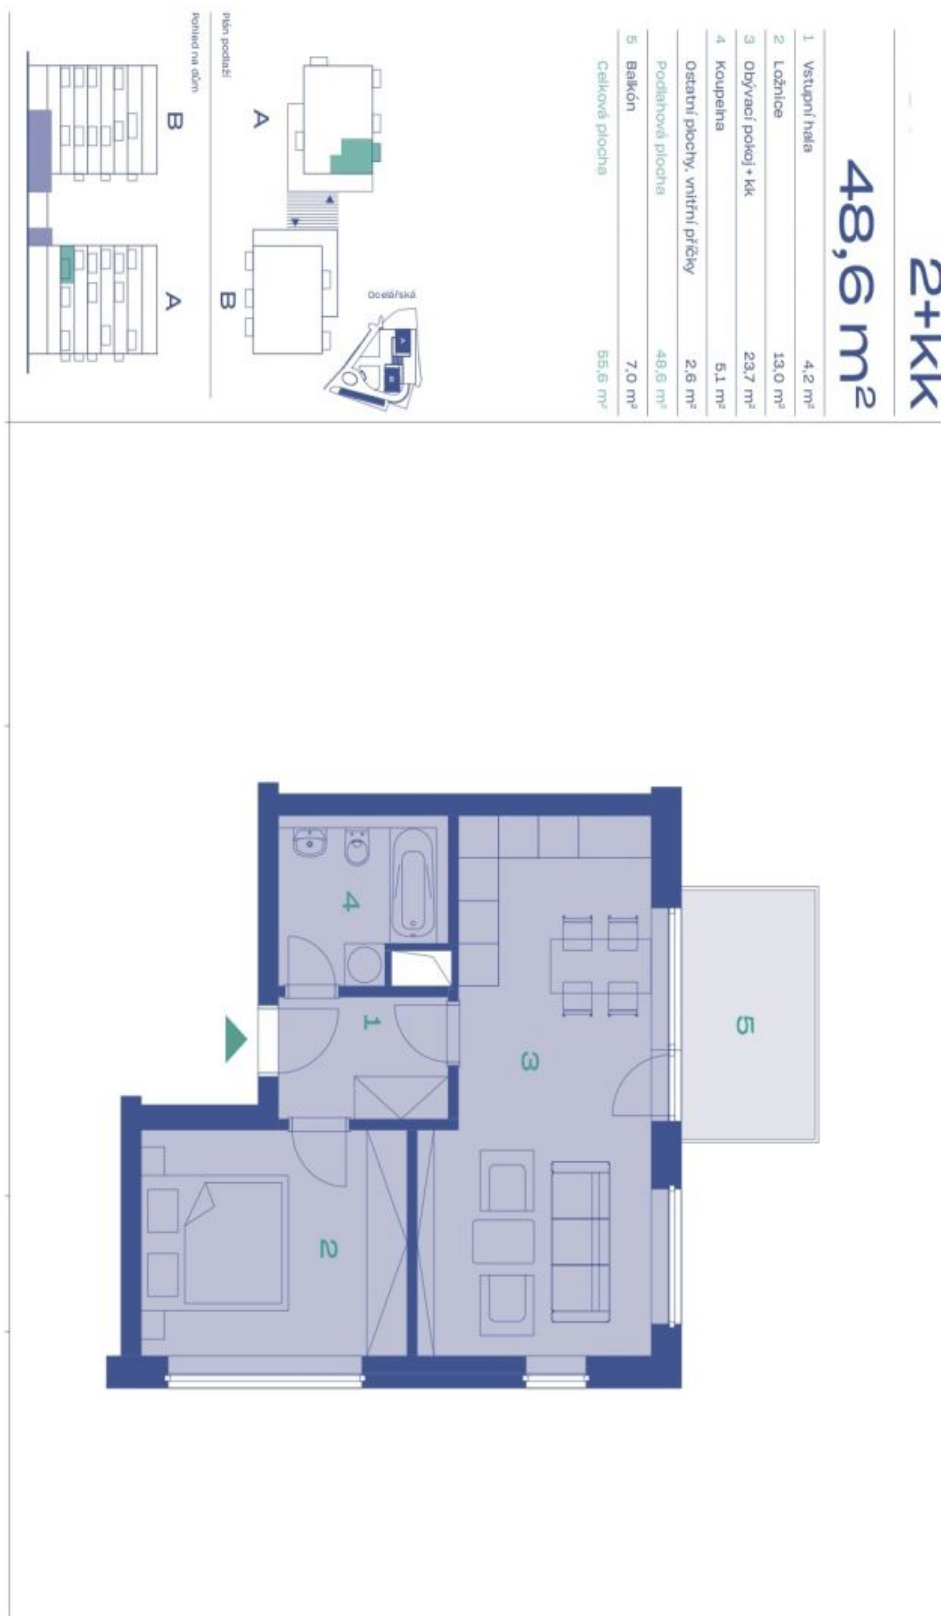 2+kk
48,6 m²
1 Vstupní hala 4,2 m²
2 Ložnice 13,0 m²
3 Obývací pokoj + kk 23,7 m²
4 Koupelna 5,1 m²
Ostatní plochy, vnitřní příčky 2,6 m²
Podlahová plocha 48,6 m²
5 Balkón 7,0 m²
Celková plocha 55,6 m²
Ocelářská
A
B
A
B
Plán podlaží
B
A
Pohled na dům
5
3
4
1
2